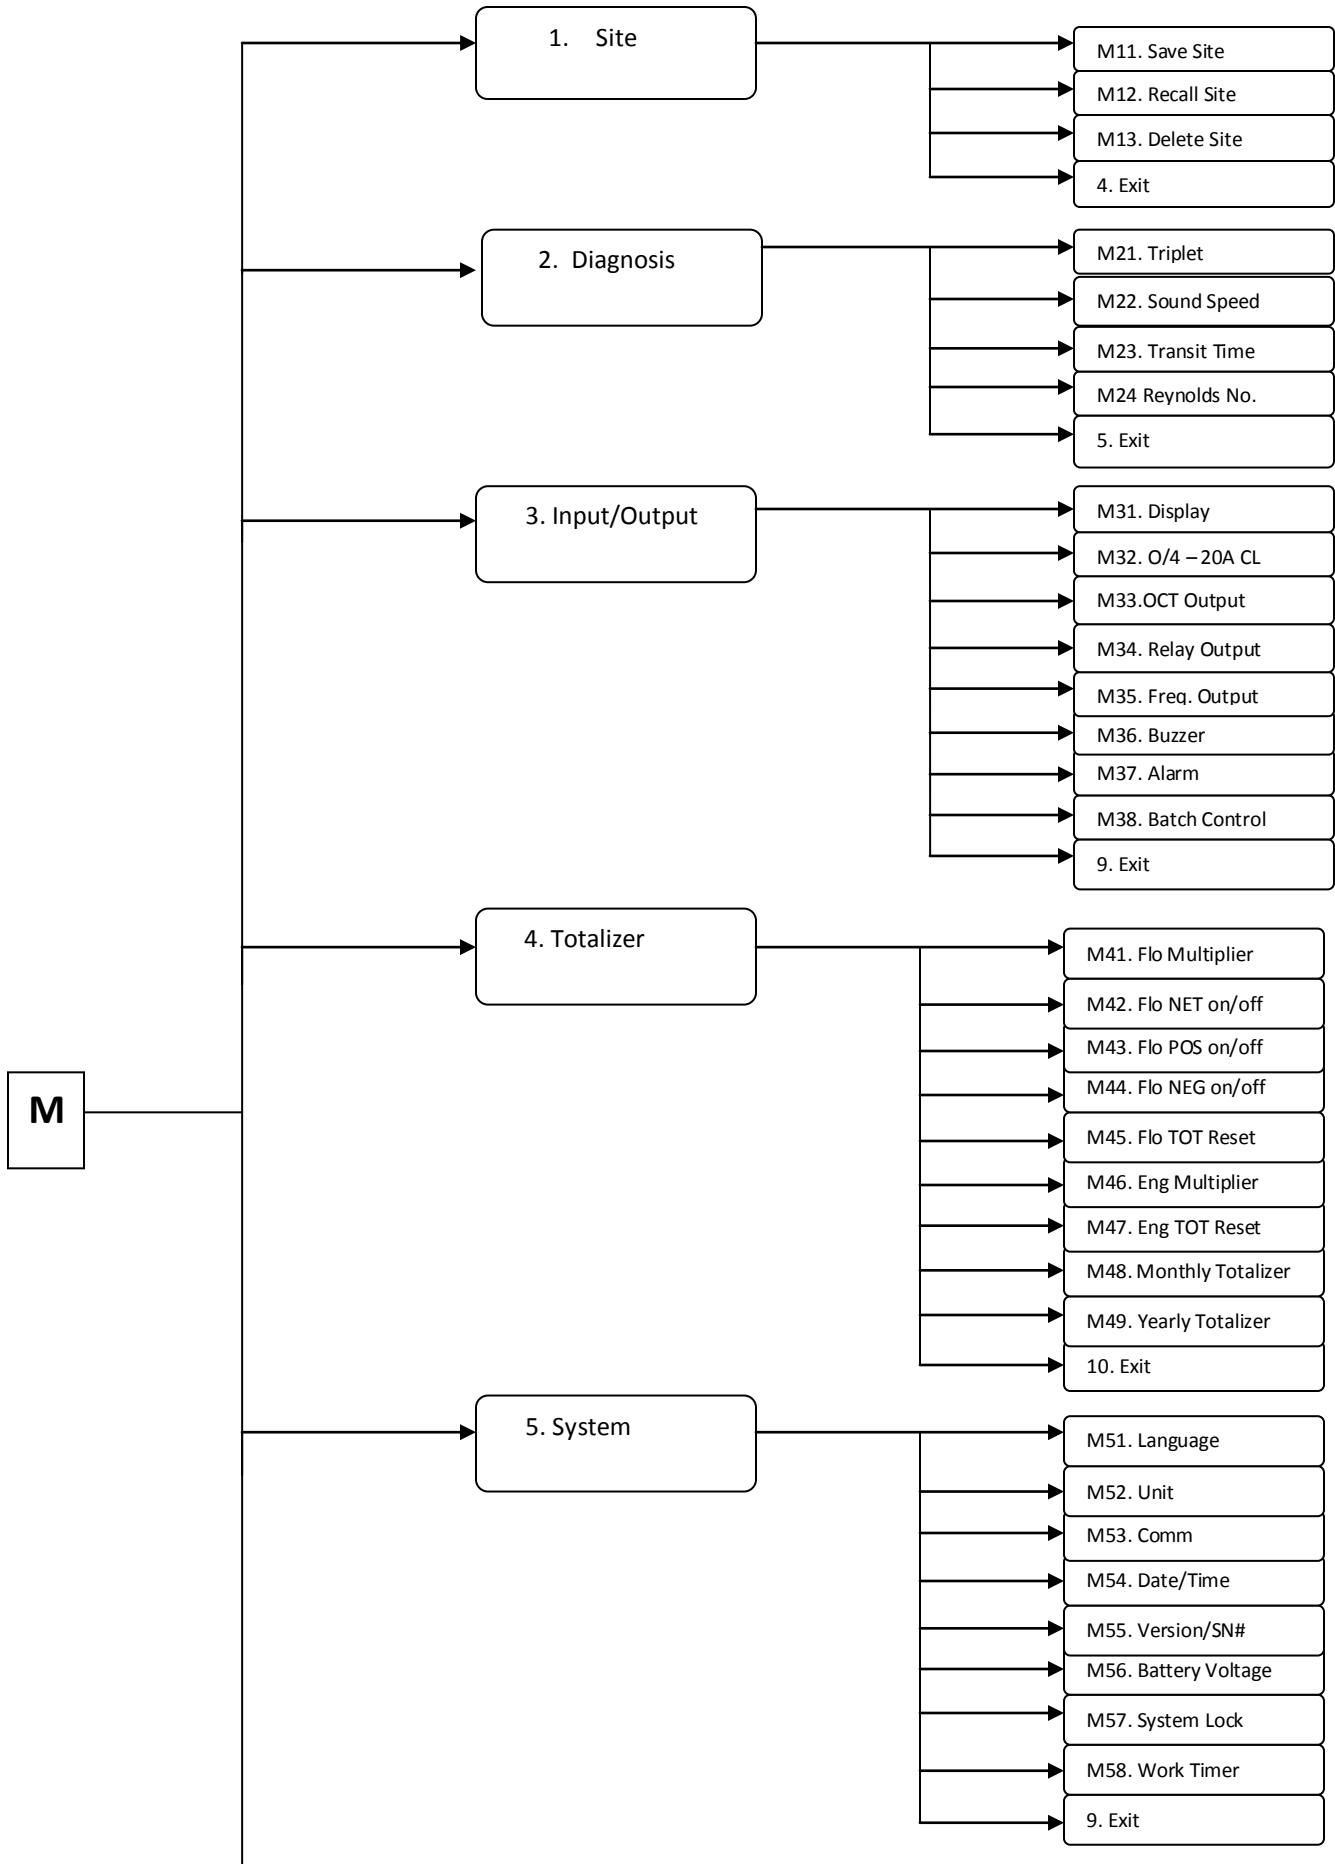 1. Site
M11. Save Site
M12. Recall Site
M13. Delete Site
4. Exit
2. Diagnosis
M21. Triplet
M22. Sound Speed
M23. Transit Time
M24 Reynolds No.
5. Exit
3. Input/Output
M31. Display
M32. O/4 – 20A CL
M33.OCT Output
M34. Relay Output
M35. Freq. Output
M36. Buzzer
M37. Alarm
M38. Batch Control
9. Exit
4. Totalizer
M41. Flo Multiplier
M42. Flo NET on/off
M43. Flo POS on/off
M44. Flo NEG on/off
M45. Flo TOT Reset
M46. Eng Multiplier
M47. Eng TOT Reset
M48. Monthly Totalizer
M49. Yearly Totalizer
10. Exit
M
5. System
M51. Language
M52. Unit
M53. Comm
M54. Date/Time
M55. Version/SN#
M56. Battery Voltage
M57. System Lock
M58. Work Timer
9. Exit